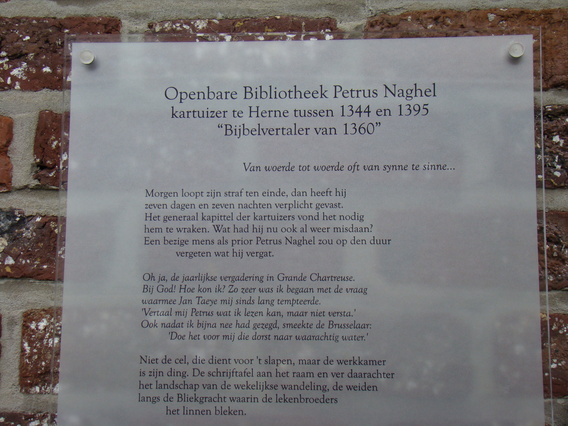 Openbare Bibliotheek Petrus Naghel
kartuizer te Herne tussen 1344 en 1395
"Bijbelvertaler van 1360"
Van woerde tot woerde oft van synne te sinne...
Morgen loopt zijn straf ten einde, dan heeft hij
zeven dagen en zeven nachten verplicht gevast.
Het generaal kapittel der kartuizers vond het nodig
hem te wraken. Wat had hij nu ook al weer misdaan?
Een bezige mens als prior Petrus Naghel zou op den duur
vergeten wat hij vergat.
Oh ja, de jaarlijkse vergadering in Grande Chartreuse.
Bij God! Hoe kon ik? Zo zeer was ik begaan met de vraag
waarmee Jan Taeye mij sinds lang tempteerde.
'Vertaal mij Petrus wat ik lezen kan, maar niet versta.'
Ook nadat ik bijna nee had gezegd, smeekte de Brusselaar:
'Doe het voor mij die dorst naar waarachtig water.'
Niet de cel, die dient voor 't slapen, maar de werkkamer
is zijn ding. De schrijftafel aan het raam en ver daarachter
het landschap van de wekelijkse wandeling, de weiden
langs de Bliekgracht waarin de lekenbroeders
het linnen bleken.